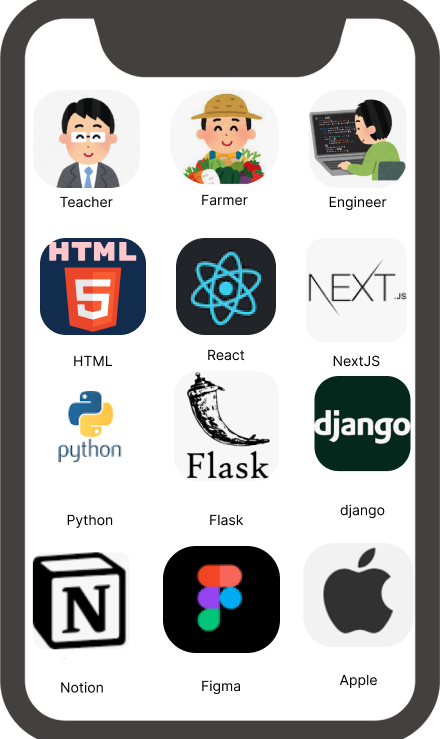 Teacher
Farmer
Engineer
HTML
5
NEXT.JS
HTML
React
NextJS
python
Flask
django
Python
Flask
django
N
Notion
Figma
Apple